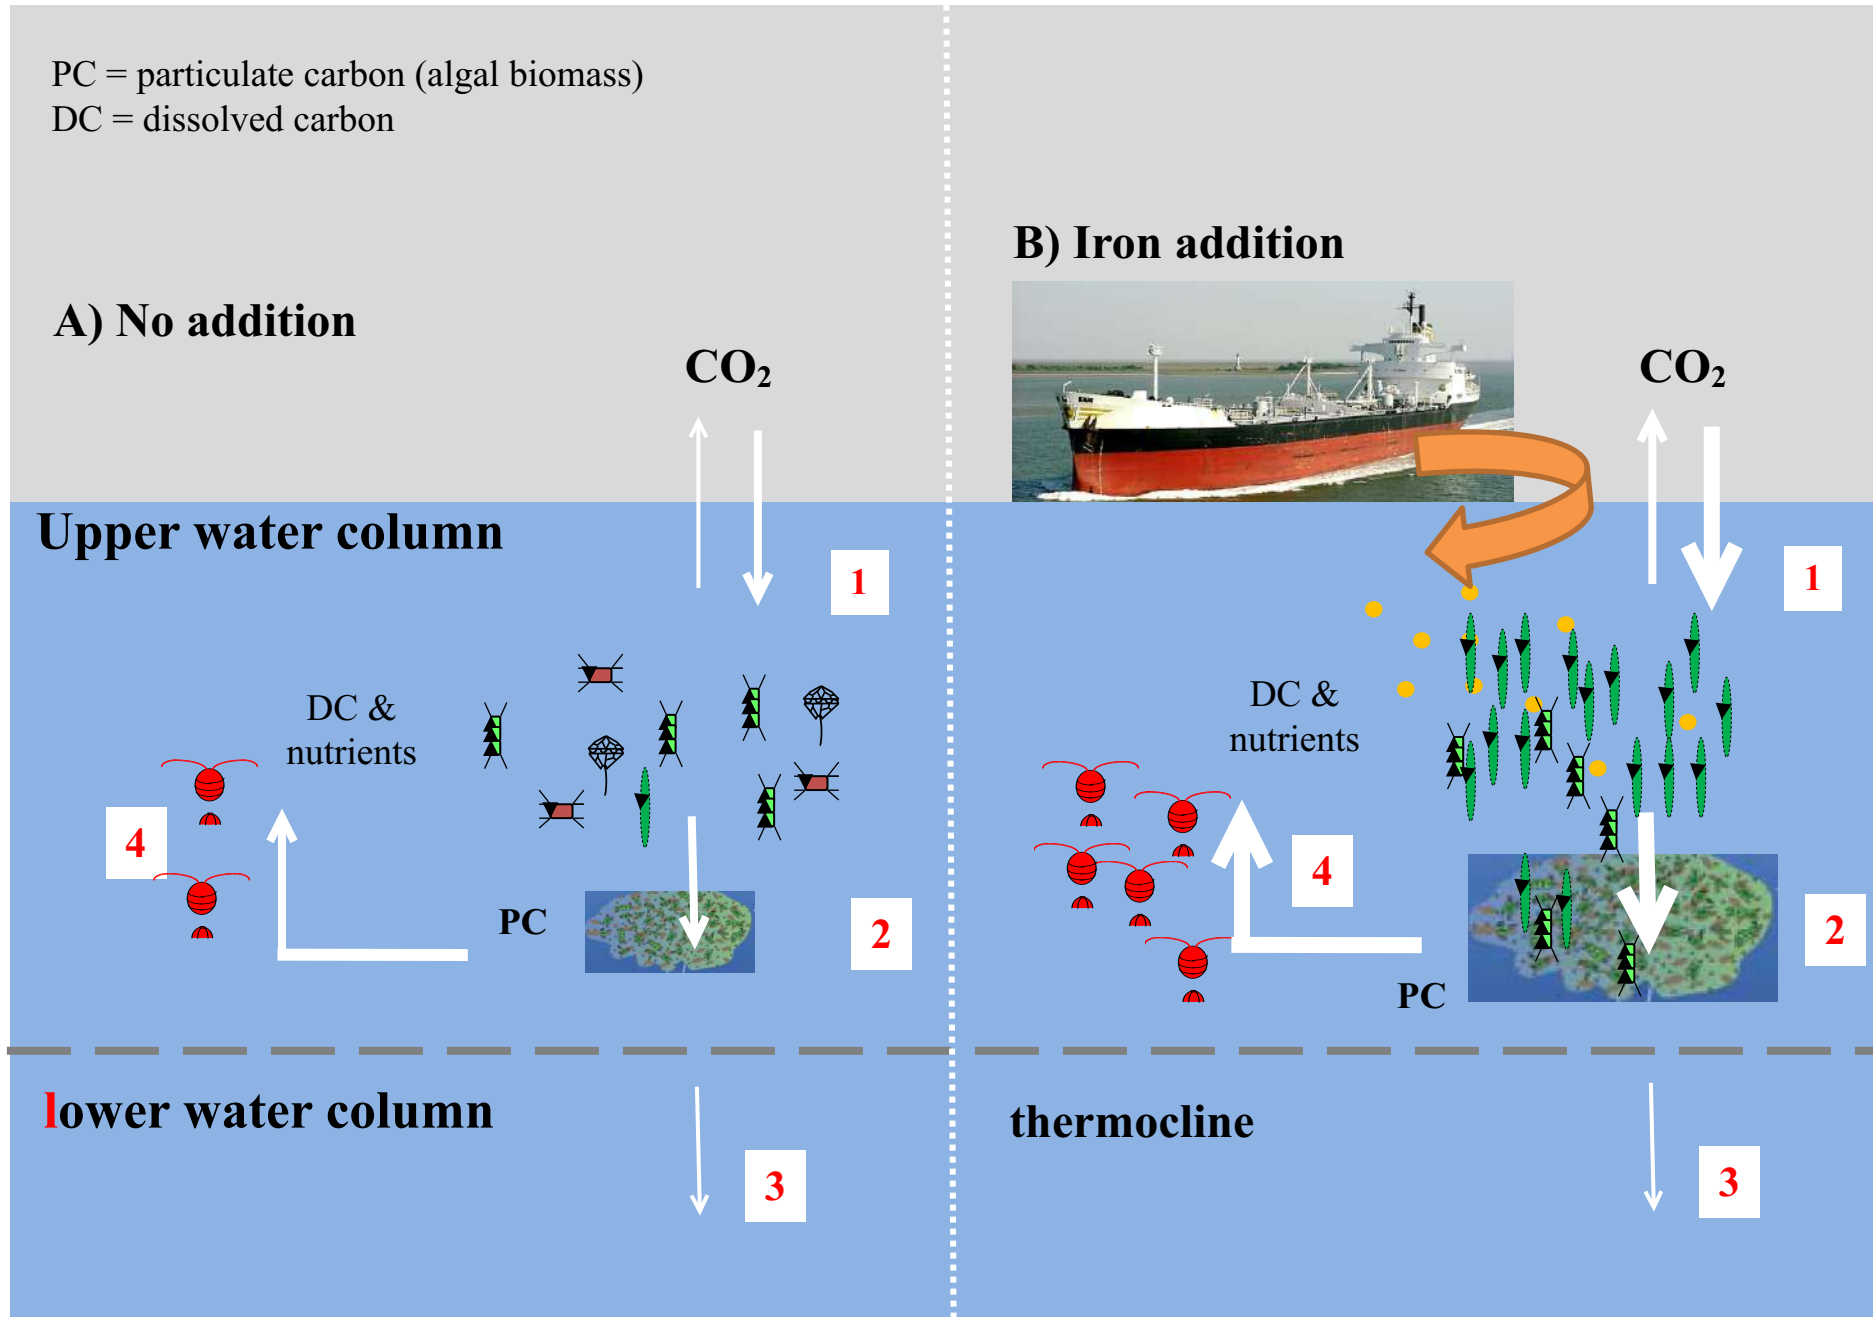 PC = particulate carbon (algal biomass)
DC = dissolved carbon
A) No addition
CO₂
Upper water column
1
DC &
nutrients
4
PC
2
lower water column
3
B) Iron addition
CO₂
1
DC &
nutrients
4
2
PC
thermocline
3